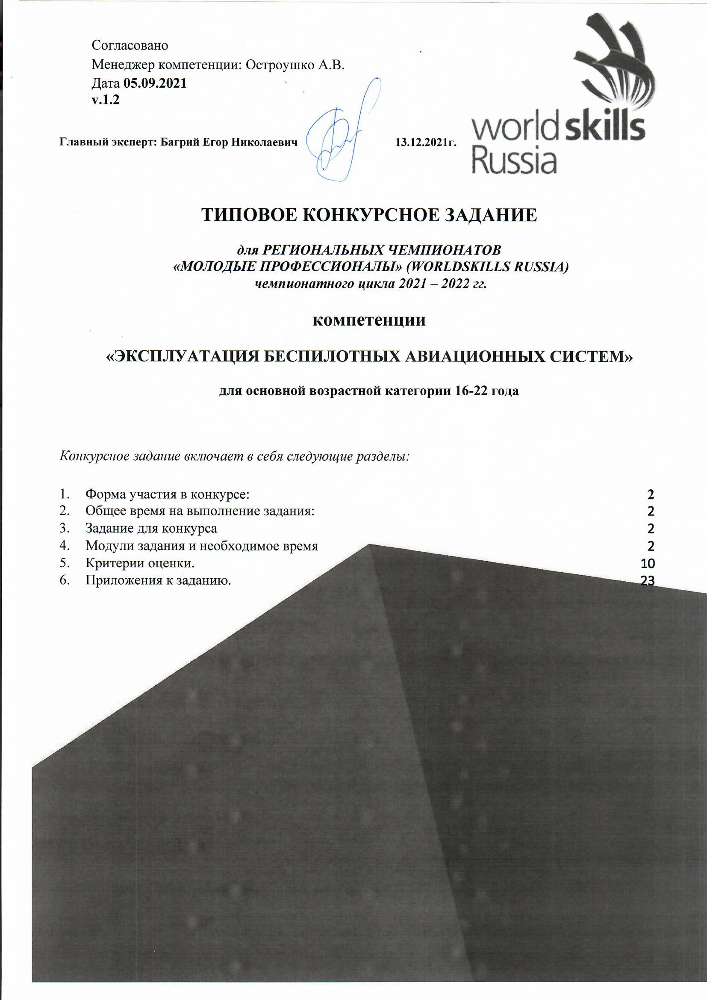 Согласовано
Менеджер компетенции: Остроушко А.В.
Дата 05.09.2021
v.1.2
Главный эксперт: Багрий Егор Николаевич 13.12.2021г.
world skills
Russia
ТИПОВОЕ КОНКУРСНОЕ ЗАДАНИЕ
для РЕГИОНАЛЬНЫХ ЧЕМПИОНАТОВ
«МОЛОДЫЕ ПРОФЕССИОНАЛЫ» (WORLDSKILLS RUSSIA)
чемпионатного цикла 2021 – 2022 гг.
компетенции
«ЭКСПЛУАТАЦИЯ БЕСПИЛОТНЫХ АВИАЦИОННЫХ СИСТЕМ»
для основной возрастной категории 16-22 года
Конкурсное задание включает в себя следующие разделы:
1. Форма участия в конкурсе: 2
2. Общее время на выполнение задания: 2
3. Задание для конкурса 2
4. Модули задания и необходимое время 2
5. Критерии оценки. 10
6. Приложения к заданию. 23